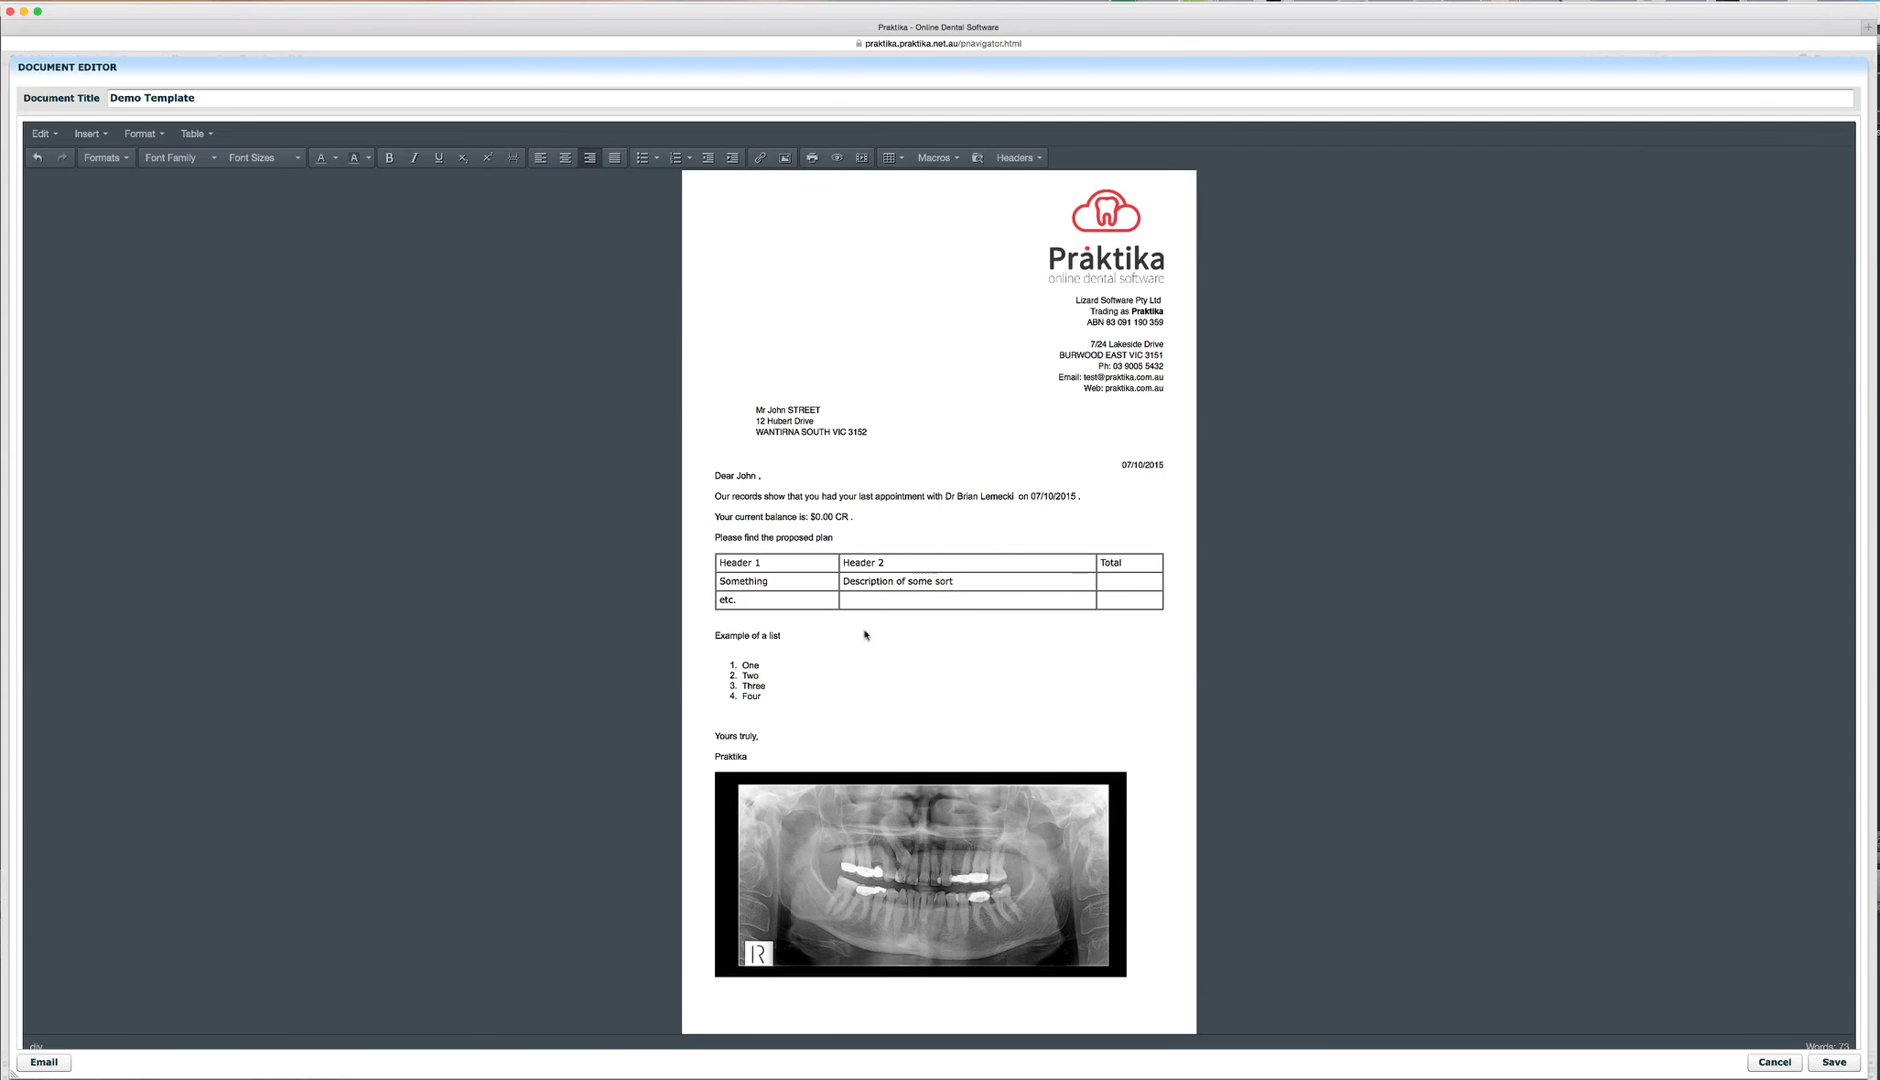 Praktika - Online Dental Software
praktika.praktika.net.au/pnavigator.html
DOCUMENT EDITOR
Document Title Demo Template
Edit Insert Format Table
Formats Font Family Font Sizes A A B I U Macros Headers
Praktika
online dental software
Lizard Software Pty Ltd
Trading as Praktika
ABN 83 091 190 359
7/24 Lakeside Drive
BURWOOD EAST VIC 3151
Ph: 03 9005 5432
Email: test@praktika.com.au
Web: praktika.com.au
Mr John STREET
12 Hubert Drive
WANTIRNA SOUTH VIC 3152
07/10/2015
Dear John ,
Our records show that you had your last appointment with Dr Brian Lemecki on 07/10/2015 .
Your current balance is: $0.00 CR .
Please find the proposed plan
Header 1 Header 2 Total
Something Description of some sort
etc.
Example of a list
1. One
2. Two
3. Three
4. Four
Yours truly,
Praktika
R
div Words: 73
Email Cancel Save